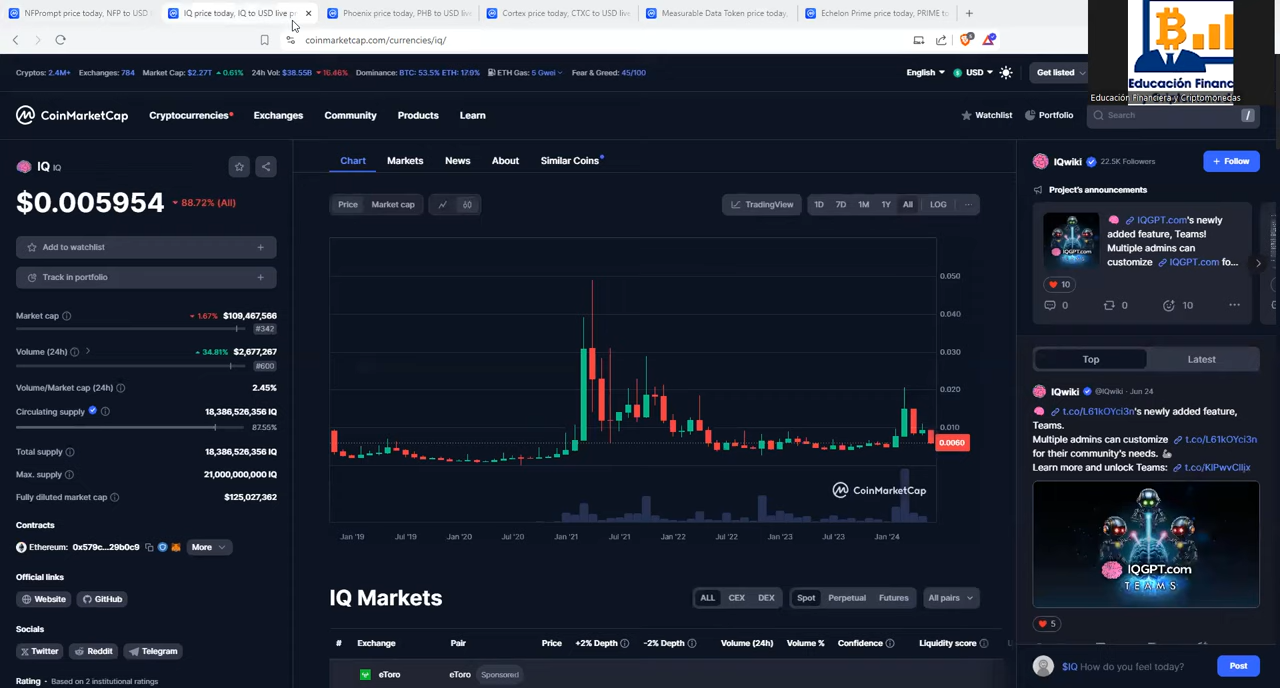 NFPrompt price today, NFP to USD
IQ price today, IQ to USD live pr
Phoenix price today, PHB to USD live
Cortex price today, CTXC to USD live
Measurable Data Token price today,
Echelon Prime price today, PRIME to
coinmarketcap.com/currencies/iq/
Educación Financi
Educación Financiera y Criptomonedas
Cryptos: 2.4M+ Exchanges: 784 Market Cap: $2.27T 0.61% 24h Vol: $38.55B 16.46% Dominance: BTC: 53.5% ETH: 17.9% ETH Gas: 5 Gwei Fear & Greed: 45/100
English USD Get listed
CoinMarketCap Cryptocurrencies Exchanges Community Products Learn Watchlist Portfolio Search /
IQ IQ
$0.005954 88.72% (All)
Add to watchlist +
Track in portfolio +
Market cap 1.67% $109,467,566
#342
Volume (24h) 34.81% $2,677,267
#600
Volume/Market cap (24h) 2.45%
Circulating supply 18,386,526,356 IQ
87.55%
Total supply 18,386,526,356 IQ
Max. supply 21,000,000,000 IQ
Fully diluted market cap $125,027,362
Contracts
Ethereum: 0x579c...29b0c9 More
Official links
Website GitHub
Socials
Twitter Reddit Telegram
Rating · Based on 2 institutional ratings
Chart Markets News About Similar Coins
Price Market cap TradingView 1D 7D 1M 1Y All LOG ...
0.050
0.040
0.030
0.020
0.010
0.0060
CoinMarketCap
Jan '19 Jul '19 Jan '20 Jul '20 Jan '21 Jul '21 Jan '22 Jul '22 Jan '23 Jul '23 Jan '24
IQ Markets ALL CEX DEX Spot Perpetual Futures All pairs
# Exchange Pair Price +2% Depth -2% Depth Volume (24h) Volume % Confidence Liquidity score
eToro eToro Sponsored
IQwiki 22.5K Followers + Follow
Project's announcements
IQGPT.com's newly
added feature, Teams!
Multiple admins can
customize IQGPT.com fo...
10
0 0 10 ...
Top Latest
IQwiki @IQwiki · Jun 24
t.co/L61kOYci3n's newly added feature,
Teams.
Multiple admins can customize t.co/L61kOYci3n
for their community's needs.
Learn more and unlock Teams: t.co/KlPwvClljx
IQGPT.com
TEAMS
5
$IQ How do you feel today? Post